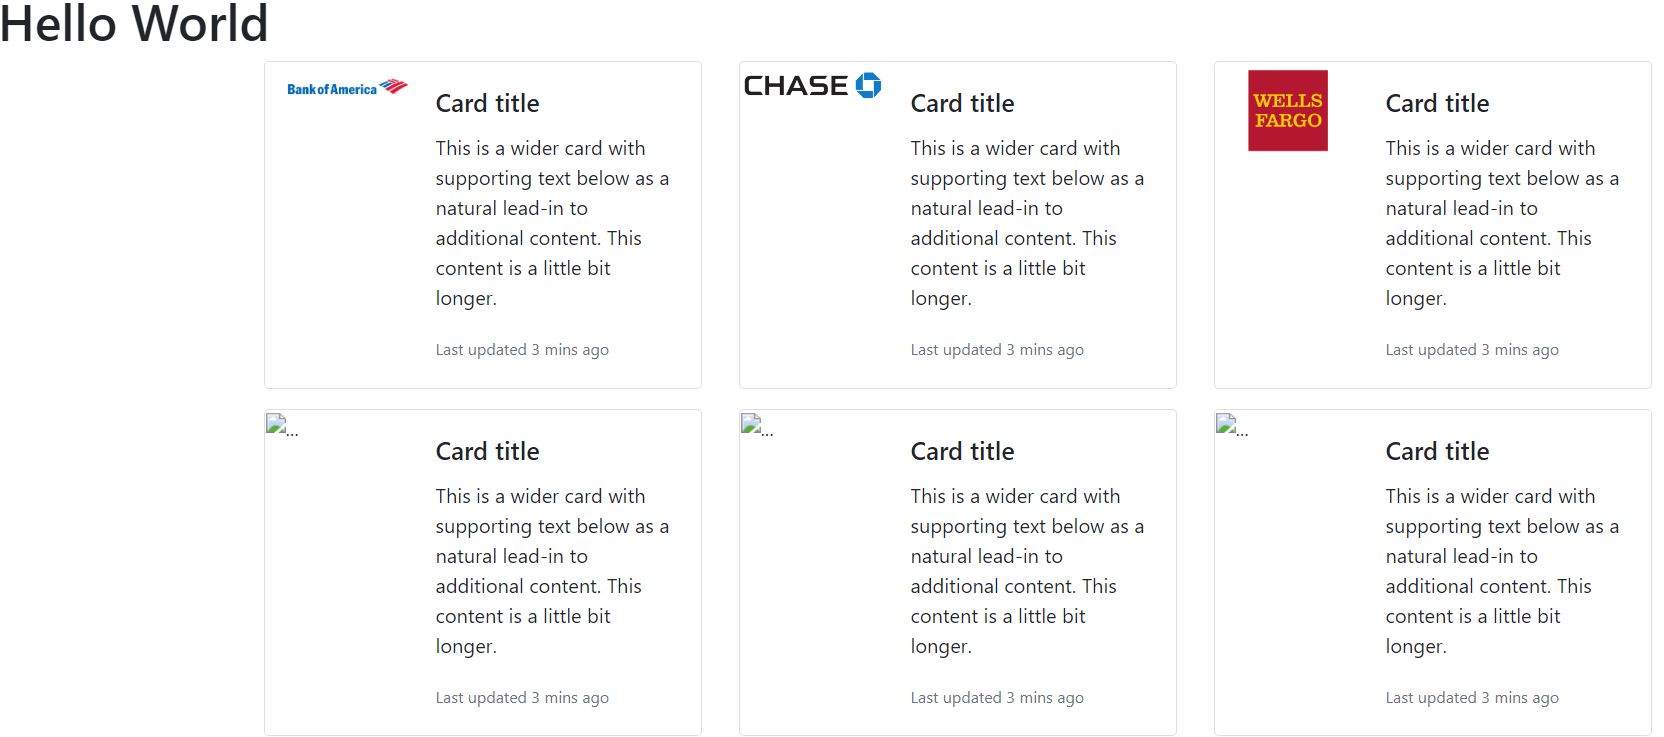 Hello World
Bank of America
Card title
This is a wider card with
supporting text below as a
natural lead-in to
additional content. This
content is a little bit
longer.
Last updated 3 mins ago
CHASE
Card title
This is a wider card with
supporting text below as a
natural lead-in to
additional content. This
content is a little bit
longer.
Last updated 3 mins ago
WELLS
FARGO
Card title
This is a wider card with
supporting text below as a
natural lead-in to
additional content. This
content is a little bit
longer.
Last updated 3 mins ago
...
Card title
This is a wider card with
supporting text below as a
natural lead-in to
additional content. This
content is a little bit
longer.
Last updated 3 mins ago
...
Card title
This is a wider card with
supporting text below as a
natural lead-in to
additional content. This
content is a little bit
longer.
Last updated 3 mins ago
...
Card title
This is a wider card with
supporting text below as a
natural lead-in to
additional content. This
content is a little bit
longer.
Last updated 3 mins ago